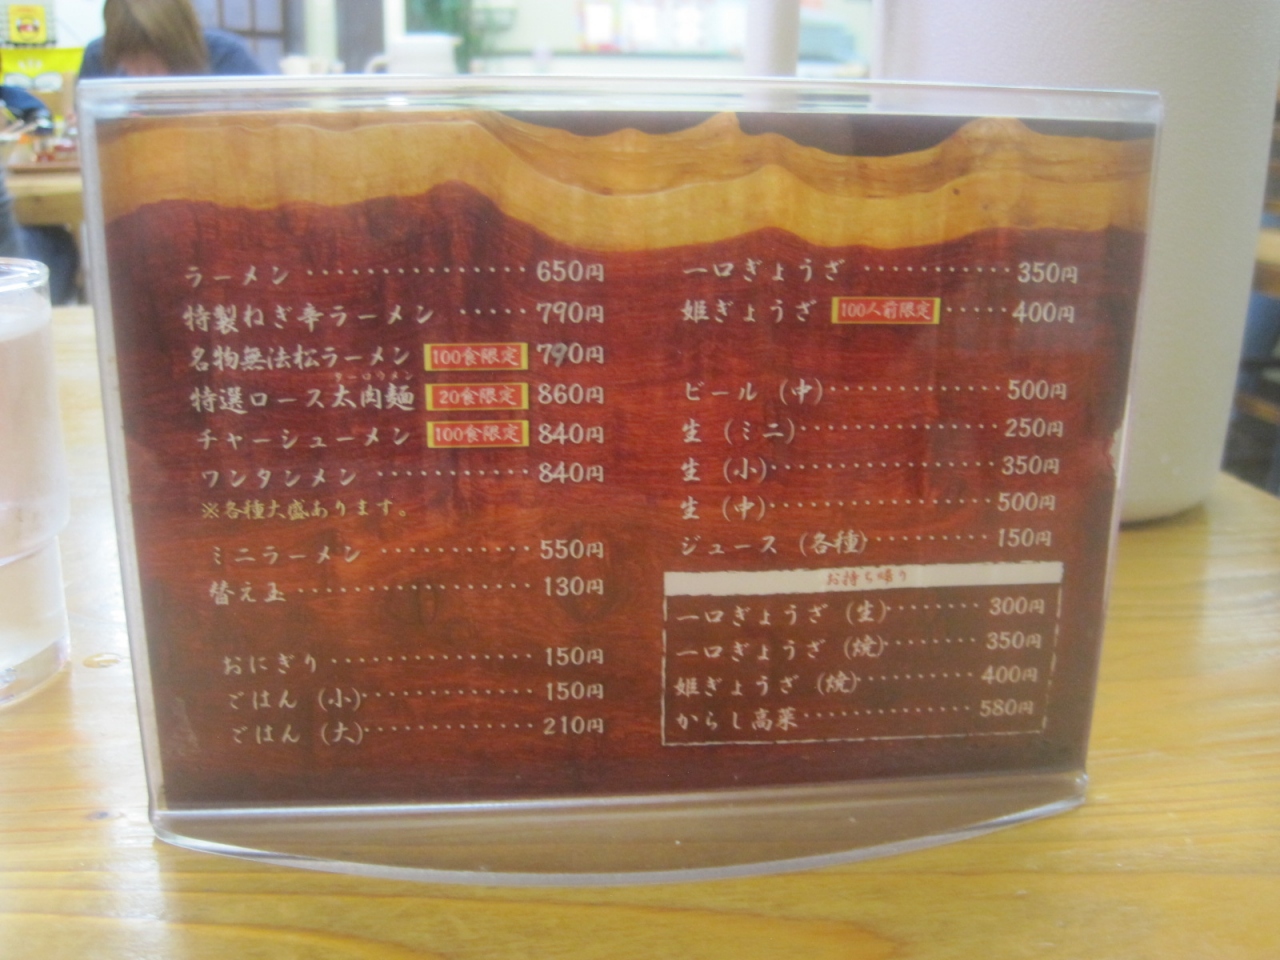 ラーメン ・・・・・・・・・・・・・・・ 650円
特製ねぎ辛ラーメン ・・・・・ 790円
名物無法松ラーメン 100食限定 790円
ターローメン
特選ロース太肉麺 20食限定 860円
チャーシューメン 100食限定 840円
ワンタンメン ・・・・・・・・・・・ 840円
※各種大盛あります。
ミニラーメン ・・・・・・・・・・・ 550円
替え玉 ・・・・・・・・・・・・・・・・ 130円
おにぎり ・・・・・・・・・・・・・・ 150円
ごはん (小) ・・・・・・・・・・・・ 150円
ごはん (大) ・・・・・・・・・・・・ 210円
一口ぎょうざ ・・・・・・・・・・・ 350円
姫ぎょうざ 100人前限定 ・・・・・ 400円
ビール (中) ・・・・・・・・・・・・・ 500円
生 (ミニ) ・・・・・・・・・・・・・・・ 250円
生 (小) ・・・・・・・・・・・・・・・・・ 350円
生 (中) ・・・・・・・・・・・・・・・・・ 500円
ジュース (各種) ・・・・・・・・・・ 150円
お持ち帰り
一口ぎょうざ (生) ・・・・・・・・ 300円
一口ぎょうざ (焼) ・・・・・・・・ 350円
姫ぎょうざ (焼) ・・・・・・・・・・ 400円
からし高菜 ・・・・・・・・・・・・・ 580円